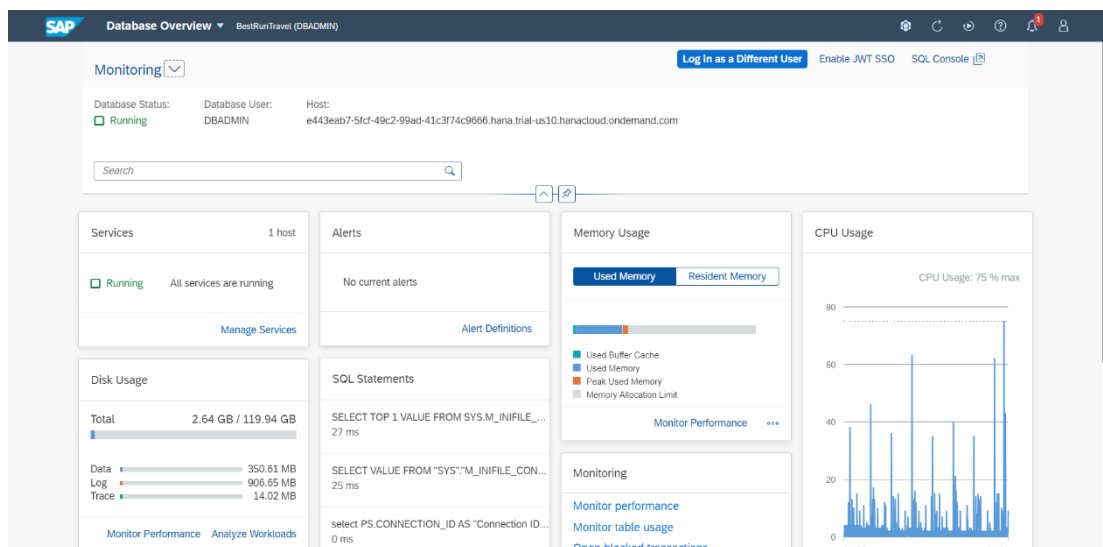 SAP Database Overview BestRunTravel (DBADMIN) 1
Monitoring
Log in as a Different User Enable JWT SSO SQL Console
Database Status: Database User: Host:
Running DBADMIN e443eab7-5fcf-49c2-99ad-41c3f74c9666.hana.trial-us10.hanacloud.ondemand.com
Search
Services 1 host
Running All services are running
Manage Services
Alerts
No current alerts
Alert Definitions
Memory Usage
Used Memory Resident Memory
Used Buffer Cache
Used Memory
Peak Used Memory
Memory Allocation Limit
Monitor Performance
CPU Usage
CPU Usage: 75 % max
80
60
40
20
0
Disk Usage
Total 2.64 GB / 119.94 GB
Data 350.61 MB
Log 906.65 MB
Trace 14.02 MB
Monitor Performance Analyze Workloads
SQL Statements
SELECT TOP 1 VALUE FROM SYS.M_INIFILE_...
27 ms
SELECT VALUE FROM "SYS"."M_INIFILE_CON...
25 ms
select PS.CONNECTION_ID AS "Connection ID...
0 ms
Monitoring
Monitor performance
Monitor table usage
Open blocked transactions